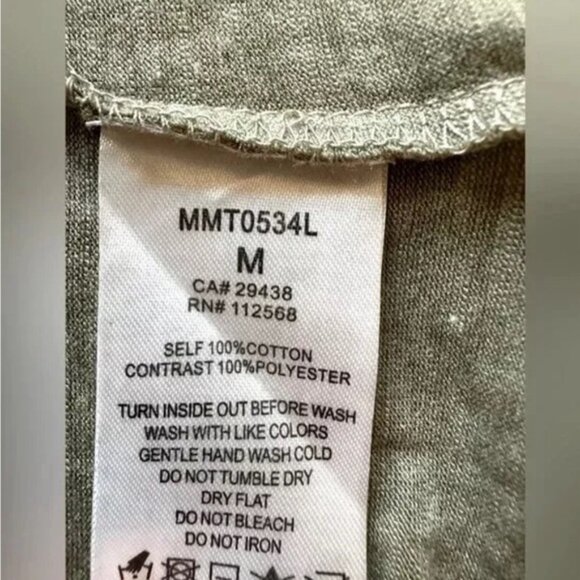 MMT0534L
M
CA# 29438
RN# 112568
SELF 100%COTTON
CONTRAST 100%POLYESTER
TURN INSIDE OUT BEFORE WASH
WASH WITH LIKE COLORS
GENTLE HAND WASH COLD
DO NOT TUMBLE DRY
DRY FLAT
DO NOT BLEACH
DO NOT IRON